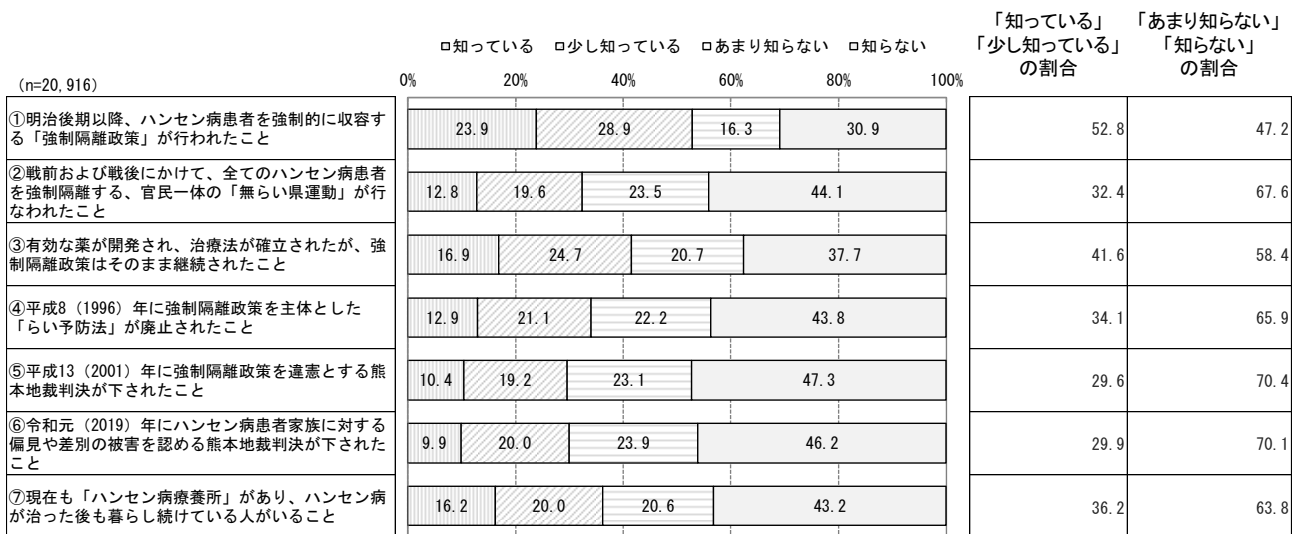 「知っている」 「あまり知らない」
□知っている □少し知っている □あまり知らない □知らない 「少し知っている」 「知らない」
の割合 の割合
(n=20,916) 0% 20% 40% 60% 80% 100%
①明治後期以降、ハンセン病患者を強制的に収容す
る「強制隔離政策」が行われたこと
23.9 28.9 16.3 30.9 52.8 47.2
②戦前および戦後にかけて、全てのハンセン病患者
を強制隔離する、官民一体の「無らい県運動」が行
なわれたこと
12.8 19.6 23.5 44.1 32.4 67.6
③有効な薬が開発され、治療法が確立されたが、強
制隔離政策はそのまま継続されたこと
16.9 24.7 20.7 37.7 41.6 58.4
④平成8（1996）年に強制隔離政策を主体とした
「らい予防法」が廃止されたこと
12.9 21.1 22.2 43.8 34.1 65.9
⑤平成13（2001）年に強制隔離政策を違憲とする熊
本地裁判決が下されたこと
10.4 19.2 23.1 47.3 29.6 70.4
⑥令和元（2019）年にハンセン病患者家族に対する
偏見や差別の被害を認める熊本地裁判決が下された
こと
9.9 20.0 23.9 46.2 29.9 70.1
⑦現在も「ハンセン病療養所」があり、ハンセン病
が治った後も暮らし続けている人がいること
16.2 20.0 20.6 43.2 36.2 63.8